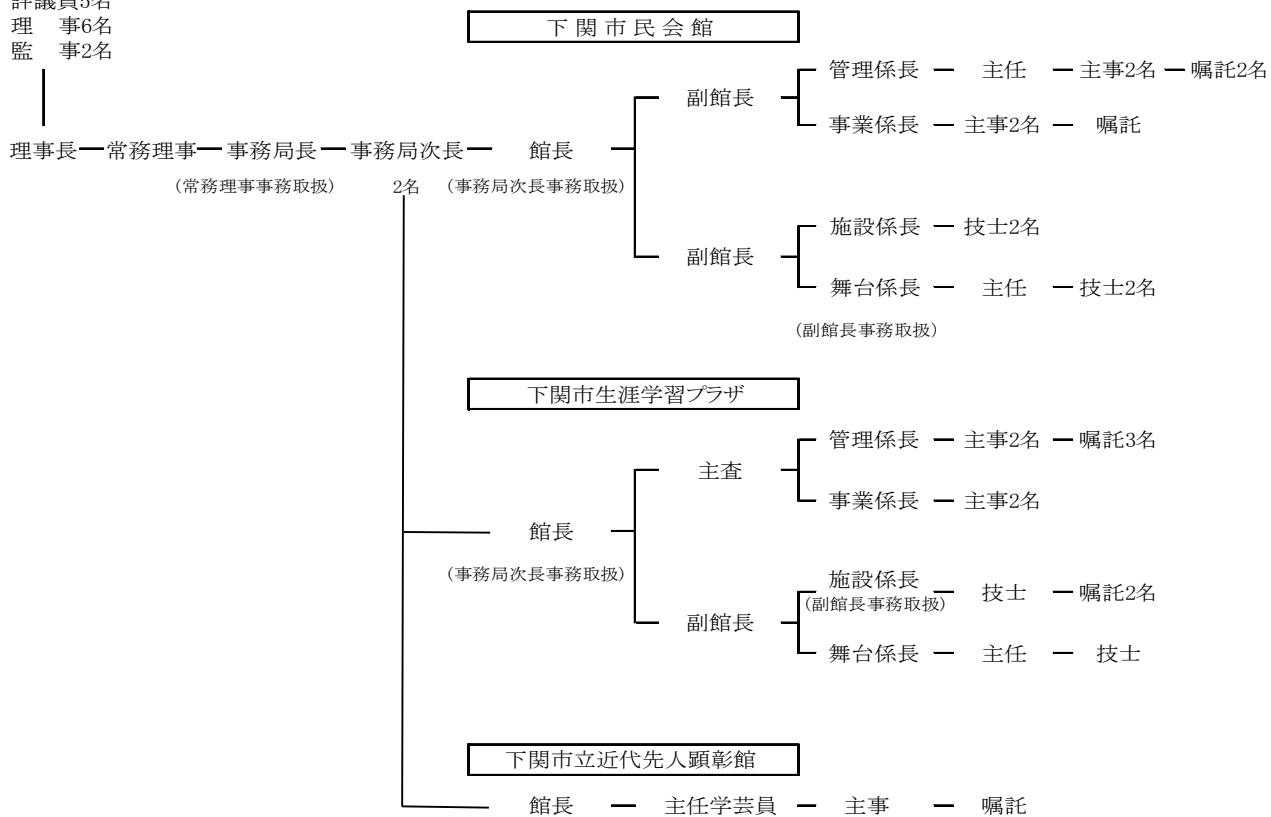 評議員5名
理　事6名
監　事2名
下関市民会館
管理係長 主任 主事2名 嘱託2名
副館長
事業係長 主事2名 嘱託
理事長 常務理事 事務局長 事務局次長 館長
(常務理事事務取扱) 2名 (事務局次長事務取扱)
施設係長 技士2名
副館長
舞台係長 主任 技士2名
(副館長事務取扱)
下関市生涯学習プラザ
管理係長 主事2名 嘱託3名
主査
事業係長 主事2名
館長
(事務局次長事務取扱)
施設係長 技士 嘱託2名
(副館長事務取扱)
副館長
舞台係長 主任 技士
下関市立近代先人顕彰館
館長 主任学芸員 主事 嘱託